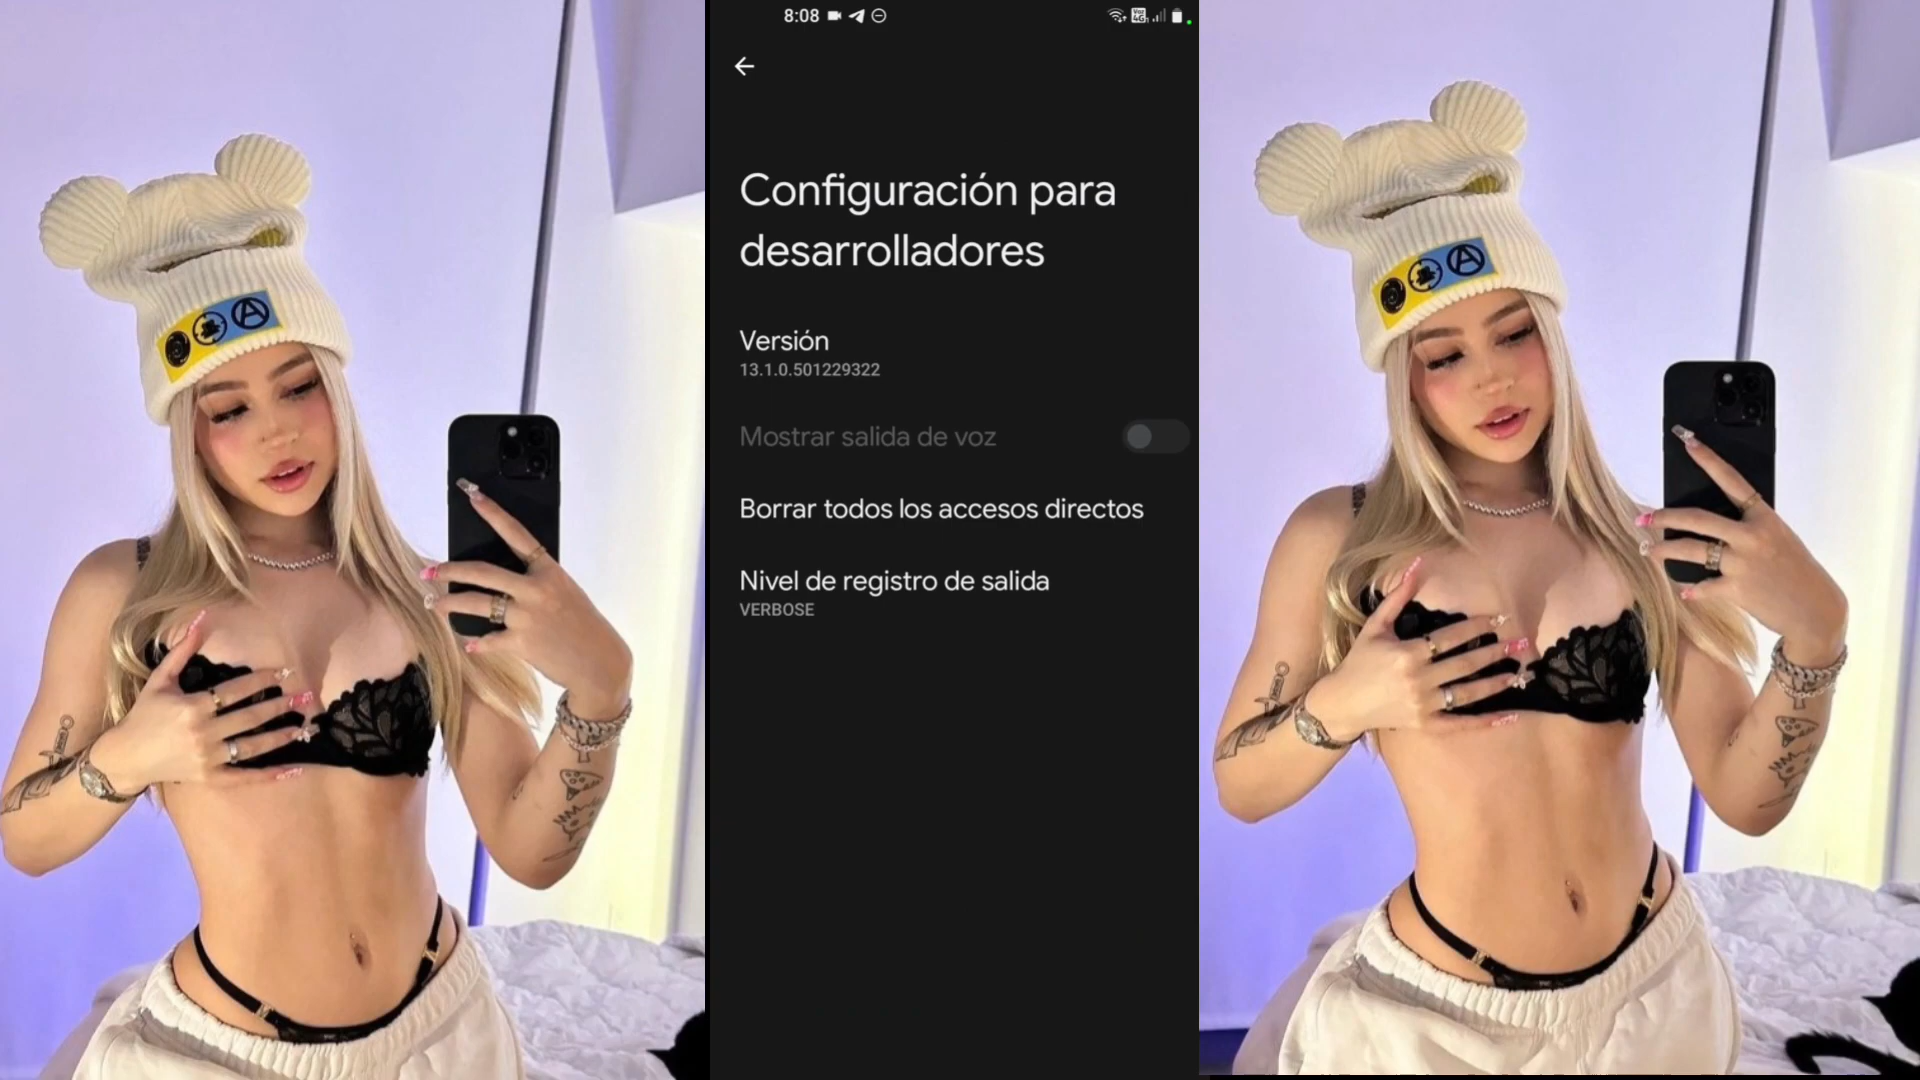 8:08
Configuración para
desarrolladores
Versión
13.1.0.501229322
Mostrar salida de voz
Borrar todos los accesos directos
Nivel de registro de salida
VERBOSE